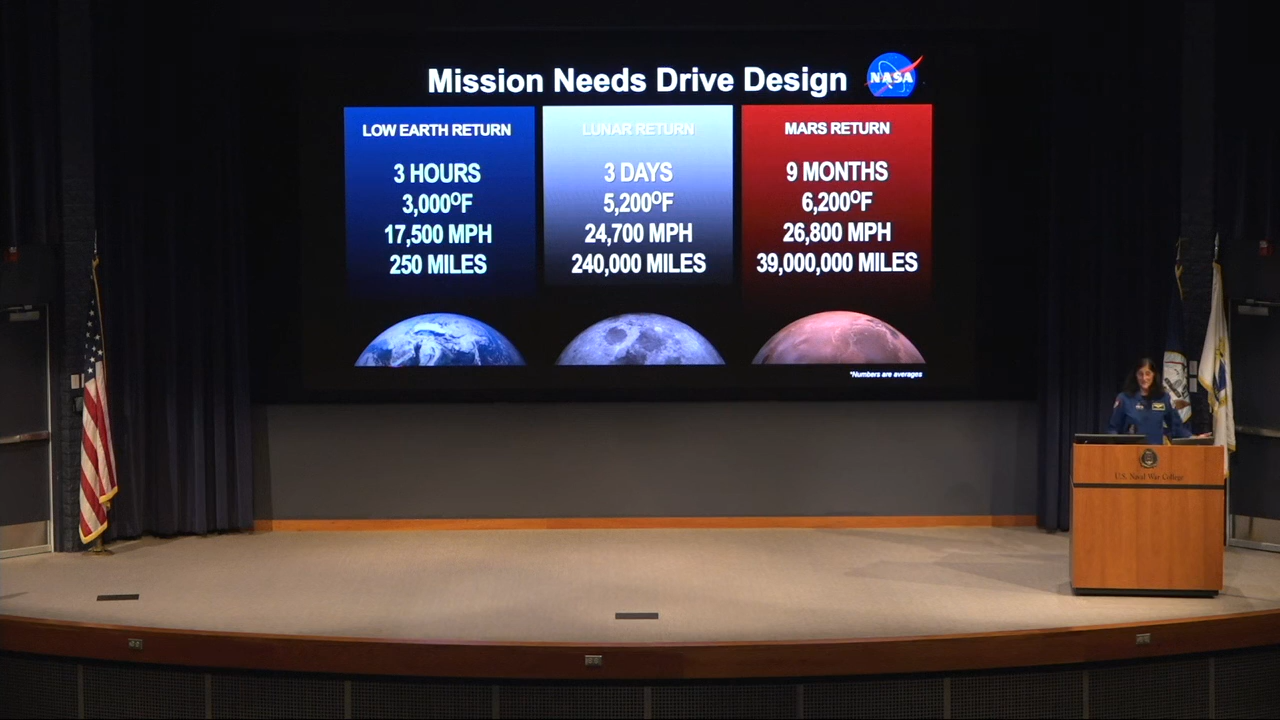 Mission Needs Drive Design
NASA
LOW EARTH RETURN
3 HOURS
3,000ºF
17,500 MPH
250 MILES
LUNAR RETURN
3 DAYS
5,200ºF
24,700 MPH
240,000 MILES
MARS RETURN
9 MONTHS
6,200ºF
26,800 MPH
39,000,000 MILES
*Numbers are averages
U.S. Naval War College